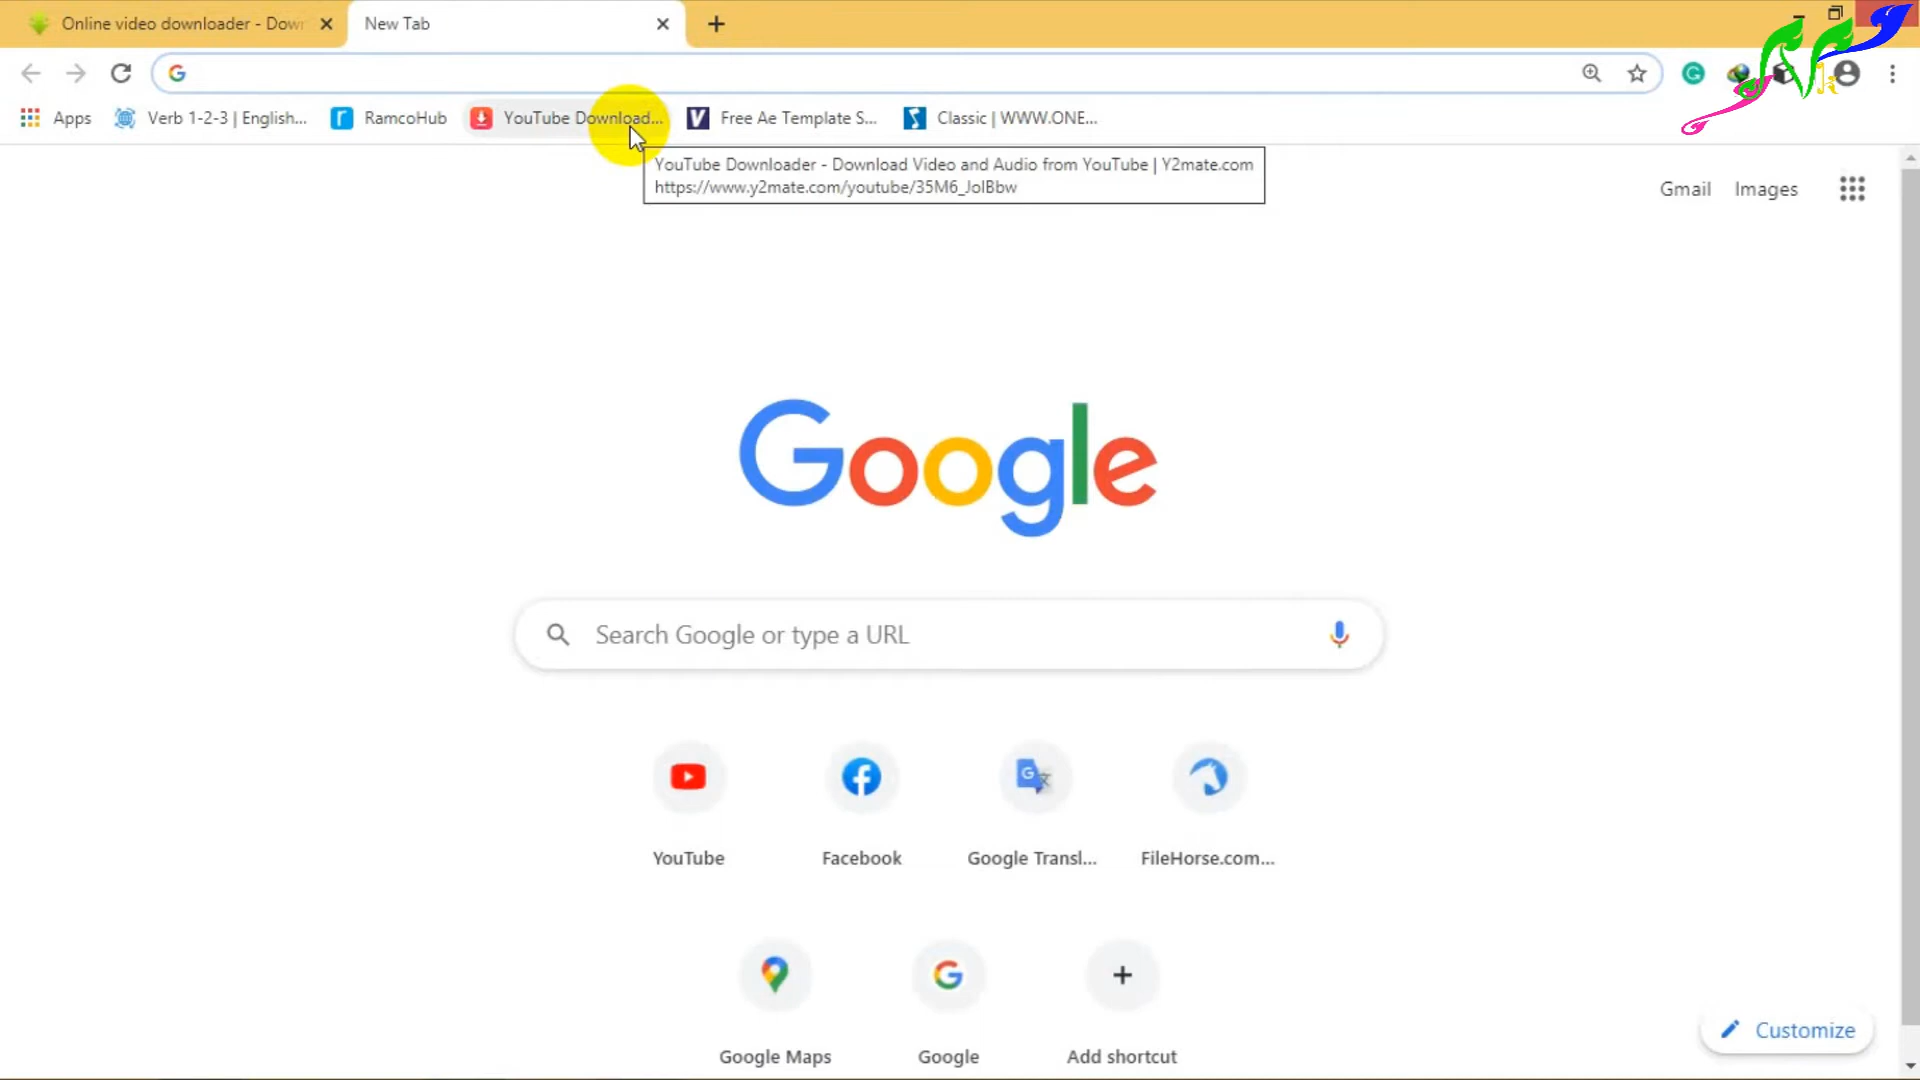 Online video downloader - Dow
New Tab
Apps
Verb 1-2-3 | English...
RamcoHub
YouTube Download...
Free Ae Template S...
Classic | WWW.ONE...
YouTube Downloader - Download Video and Audio from YouTube | Y2mate.com
https://www.y2mate.com/youtube/35M6_JolBbw
Gmail
Images
Google
Search Google or type a URL
YouTube
Facebook
Google Transl...
FileHorse.com...
Google Maps
Google
Add shortcut
Customize